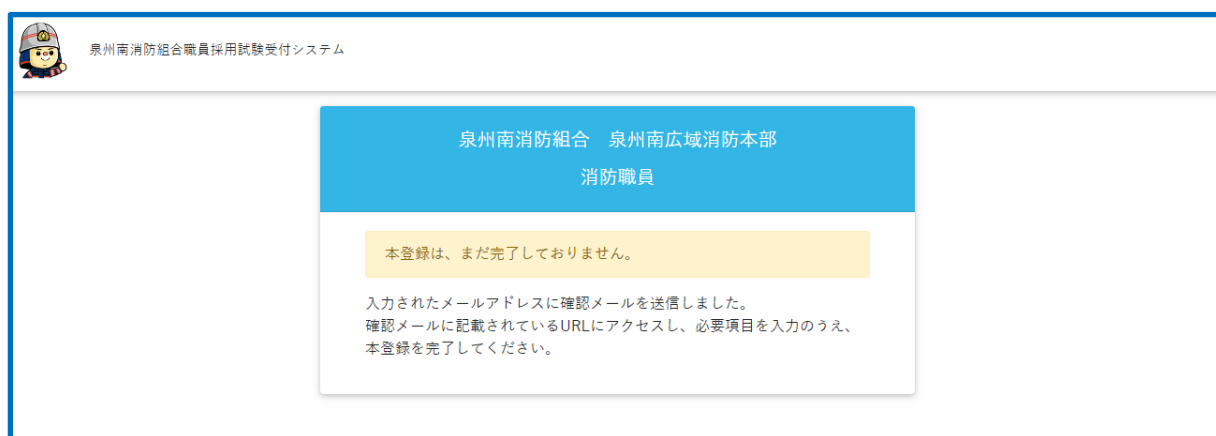 泉州南消防組合職員採用試験受付システム
泉州南消防組合　泉州南広域消防本部
消防職員
本登録は、まだ完了しておりません。
入力されたメールアドレスに確認メールを送信しました。
確認メールに記載されているURLにアクセスし、必要項目を入力のうえ、
本登録を完了してください。